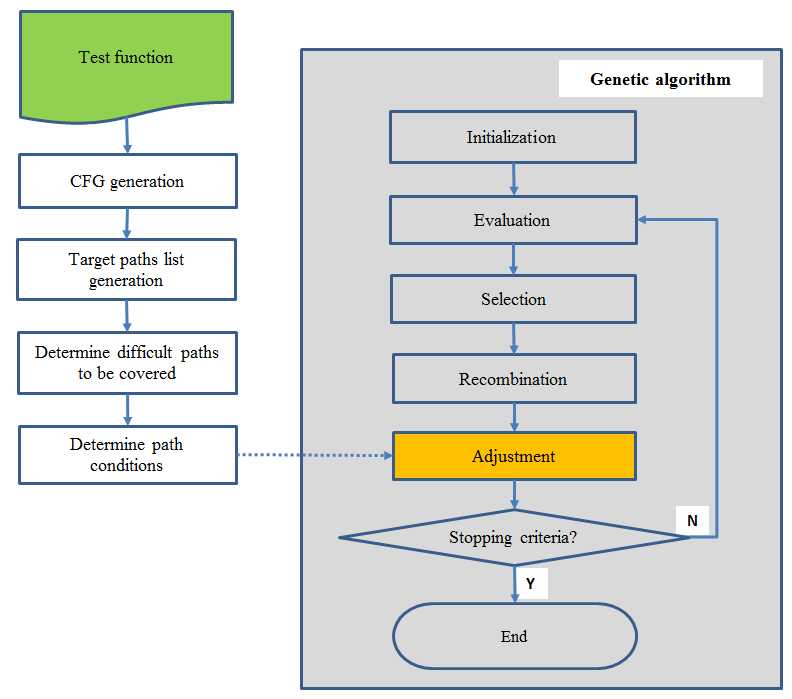 Test function
CFG generation
Target paths list
generation
Determine difficult paths
to be covered
Determine path
conditions
Genetic algorithm
Initialization
Evaluation
Selection
Recombination
Adjustment
Stopping criteria?
N
Y
End